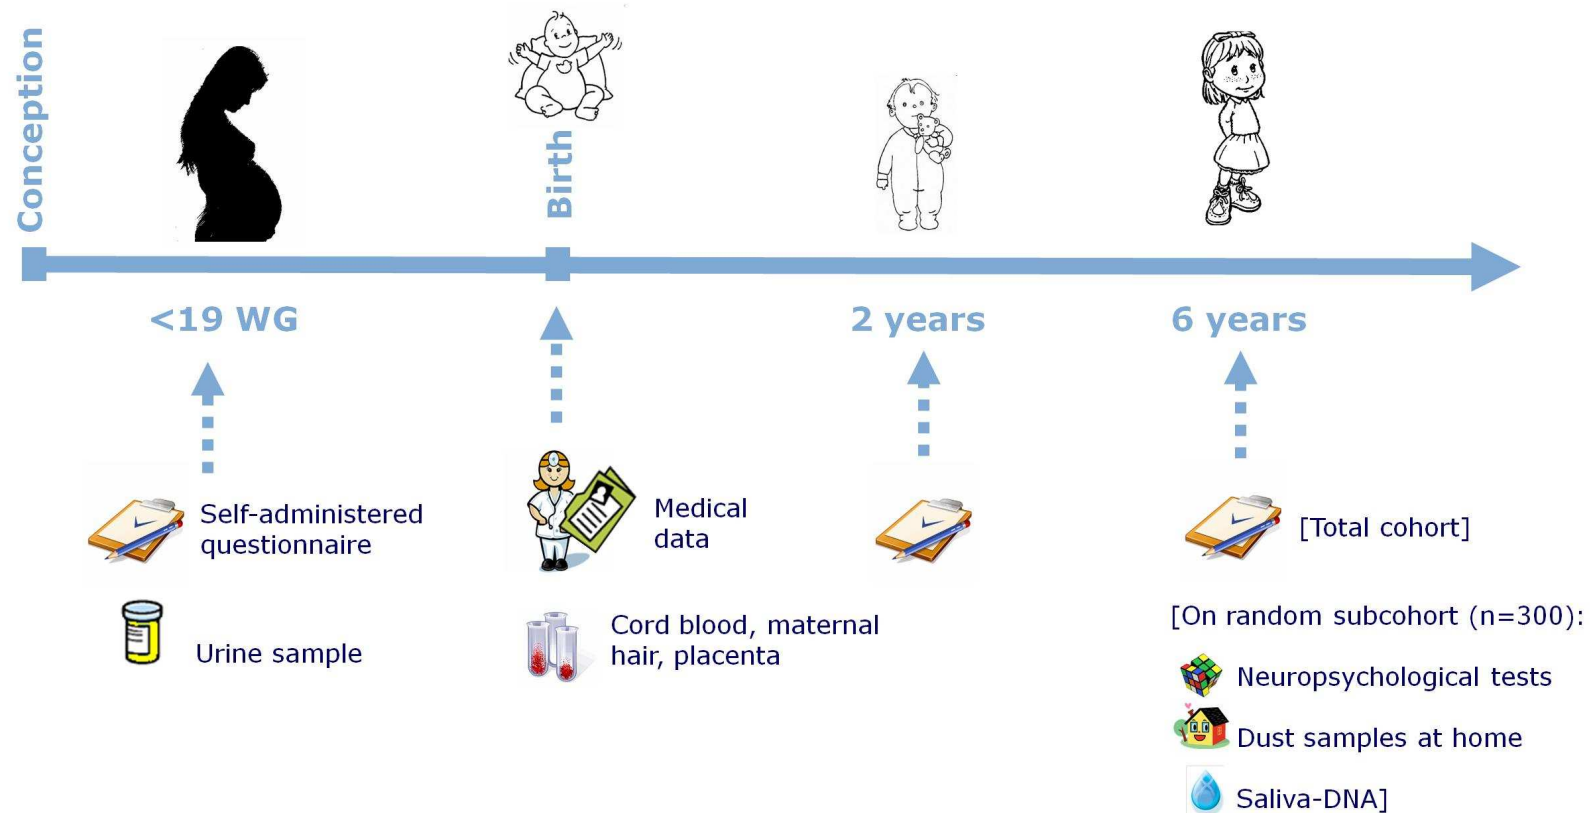 Conception
Birth
<19 WG
2 years
6 years
Self-administered
questionnaire
Urine sample
Medical
data
Cord blood, maternal
hair, placenta
[Total cohort]
[On random subcohort (n=300):
Neuropsychological tests
Dust samples at home
Saliva-DNA]